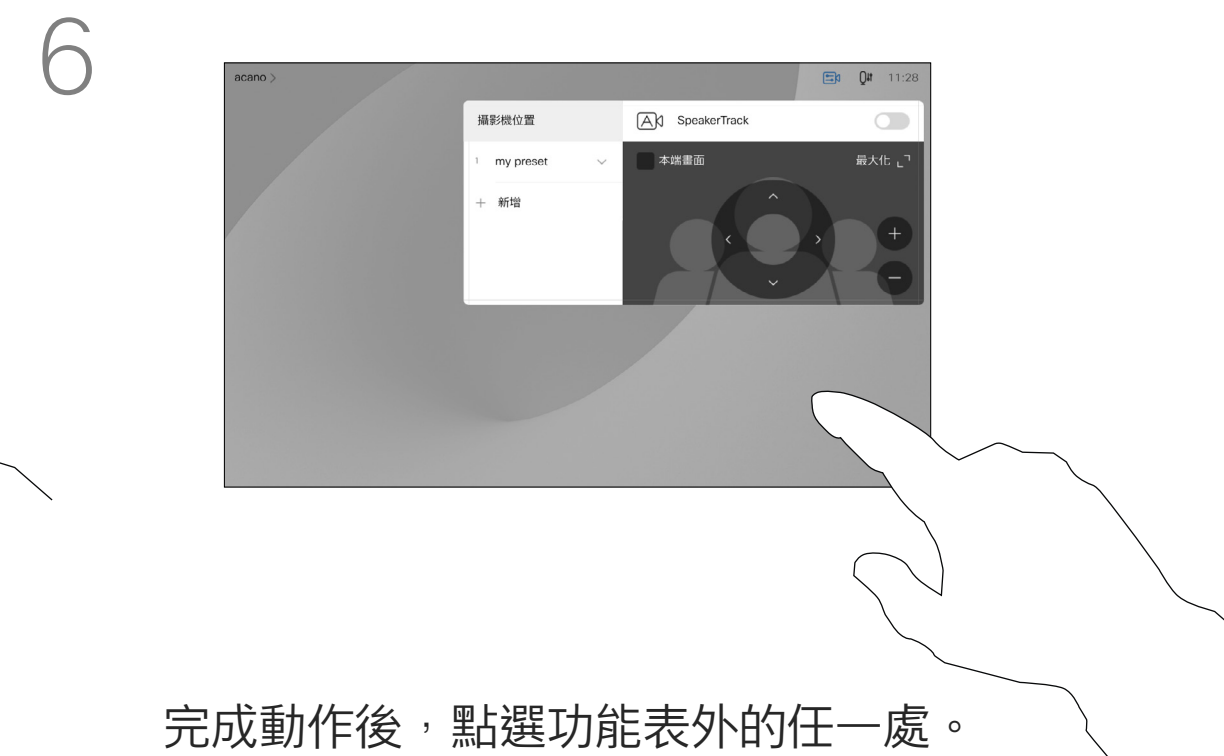 6
acano >
11:28
攝影機位置
SpeakerTrack
1 my preset
本端畫面
最大化
+ 新增
完成動作後，點選功能表外的任一處。